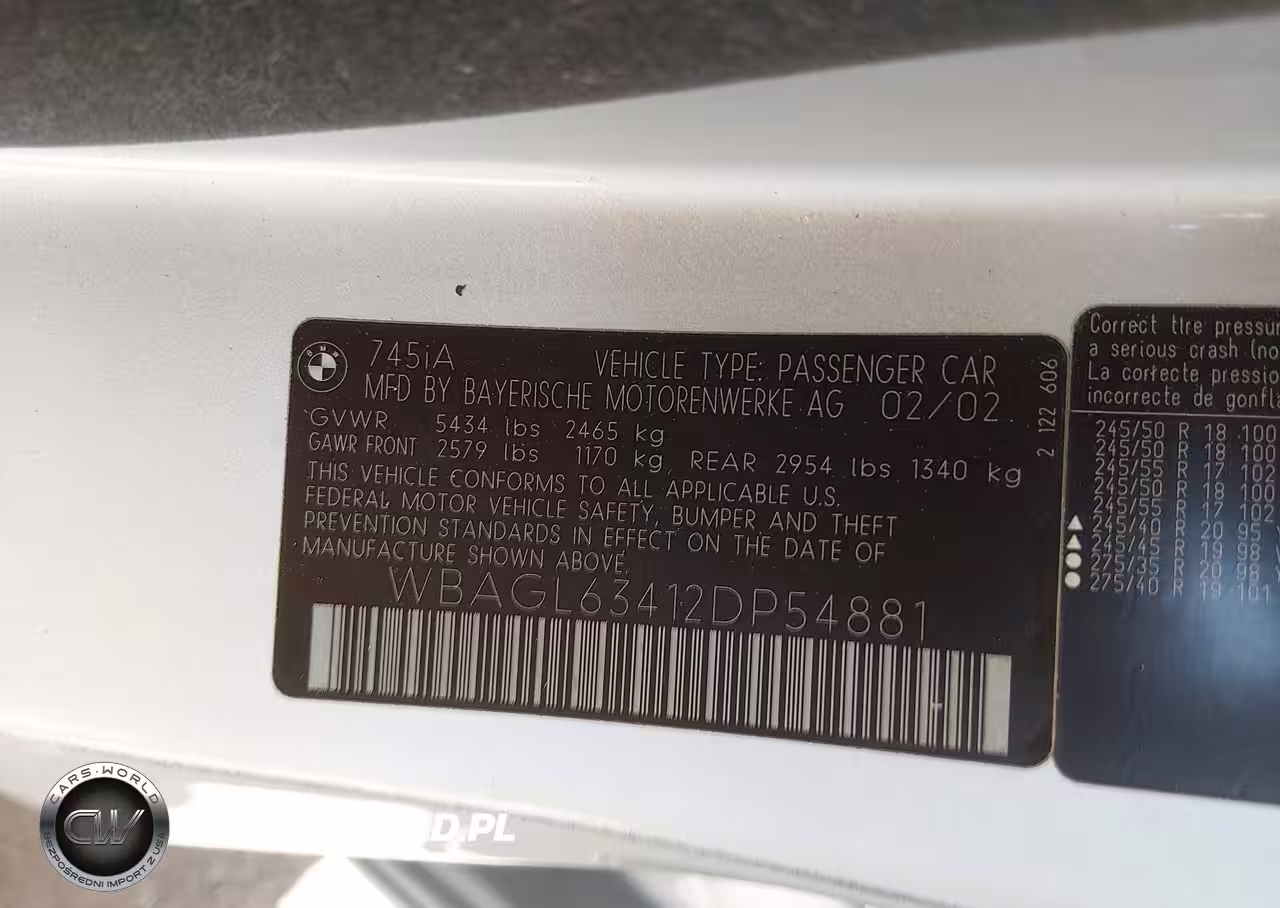 BMW
745iA
VEHICLE TYPE: PASSENGER CAR
MFD BY BAYERISCHE MOTORENWERKE AG 02/02
GVWR 5434 lbs 2465 kg
GAWR FRONT 2579 lbs 1170 kg, REAR 2954 lbs 1340 kg
THIS VEHICLE CONFORMS TO ALL APPLICABLE U.S.
FEDERAL MOTOR VEHICLE SAFETY, BUMPER AND THEFT
PREVENTION STANDARDS IN EFFECT ON THE DATE OF
MANUFACTURE SHOWN ABOVE.
WBAGL63412DP54881
2 122 606
Correct tire pressur
a serious crash (no
La correcte pressio
incorrecte de gonfla
245/50 R 18 100
245/50 R 18 100
245/55 R 17 102
245/50 R 18 100
245/55 R 17 102
245/40 R 20 95
245/45 R 19 98
275/35 R 20 98
275/40 R 19 101
CARS-WORLD
CW
BEZPOŚREDNI IMPORT Z USA
D.PL